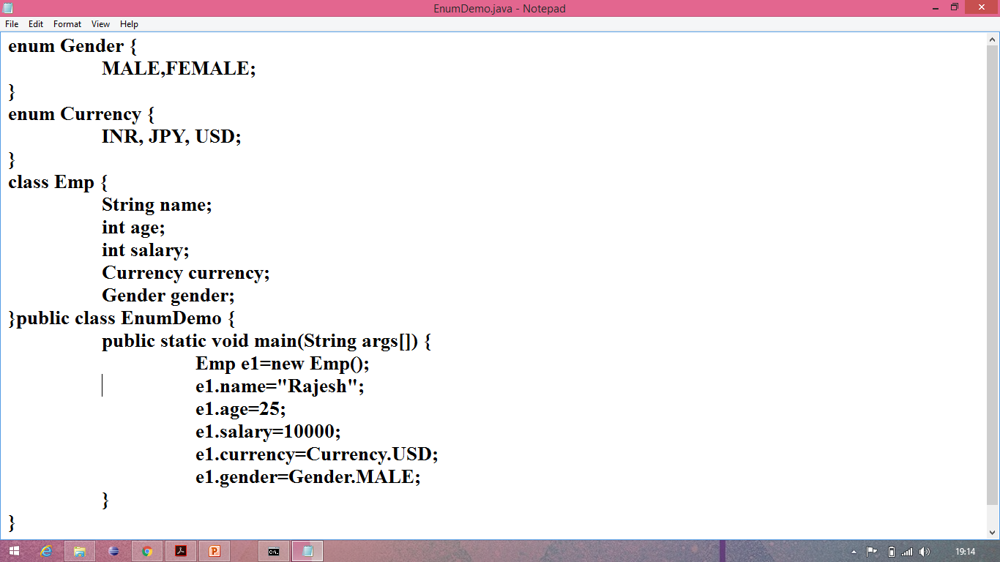 EnumDemo.java - Notepad
File Edit Format View Help
enum Gender {
MALE,FEMALE;
}
enum Currency {
INR, JPY, USD;
}
class Emp {
String name;
int age;
int salary;
Currency currency;
Gender gender;
}public class EnumDemo {
public static void main(String args[]) {
Emp e1=new Emp();
e1.name="Rajesh";
e1.age=25;
e1.salary=10000;
e1.currency=Currency.USD;
e1.gender=Gender.MALE;
}
}
19:14